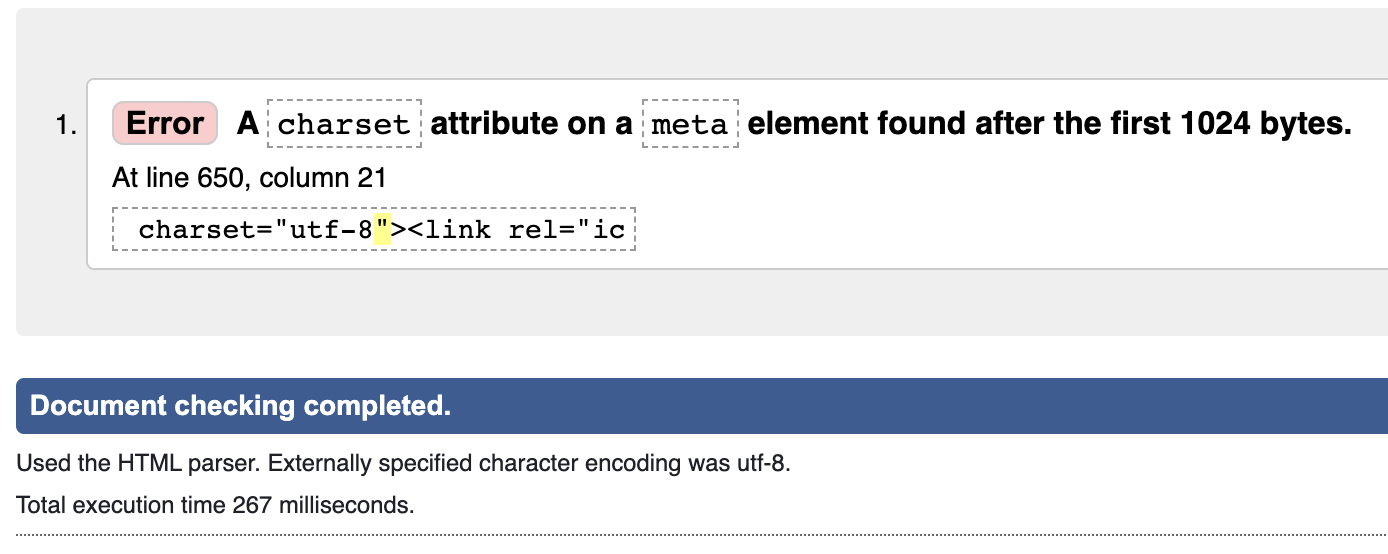 1. Error A charset attribute on a meta element found after the first 1024 bytes.
At line 650, column 21
charset="utf-8"><link rel="ic
Document checking completed.
Used the HTML parser. Externally specified character encoding was utf-8.
Total execution time 267 milliseconds.